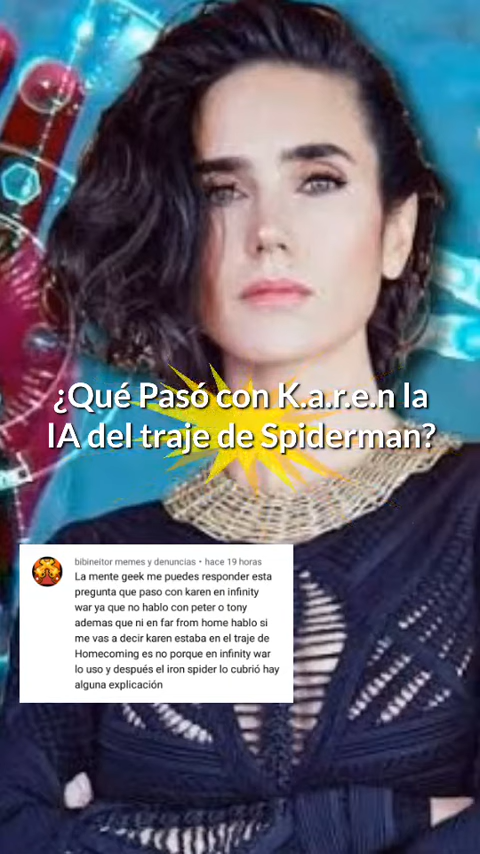 ¿Qué Pasó con K.a.r.e.n la
IA del traje de Spiderman?
bibineitor memes y denuncias • hace 19 horas
La mente geek me puedes responder esta
pregunta que paso con karen en infinity
war ya que no hablo con peter o tony
ademas que ni en far from home hablo si
me vas a decir karen estaba en el traje de
Homecoming es no porque en infinity war
lo uso y después el iron spider lo cubrió hay
alguna explicación